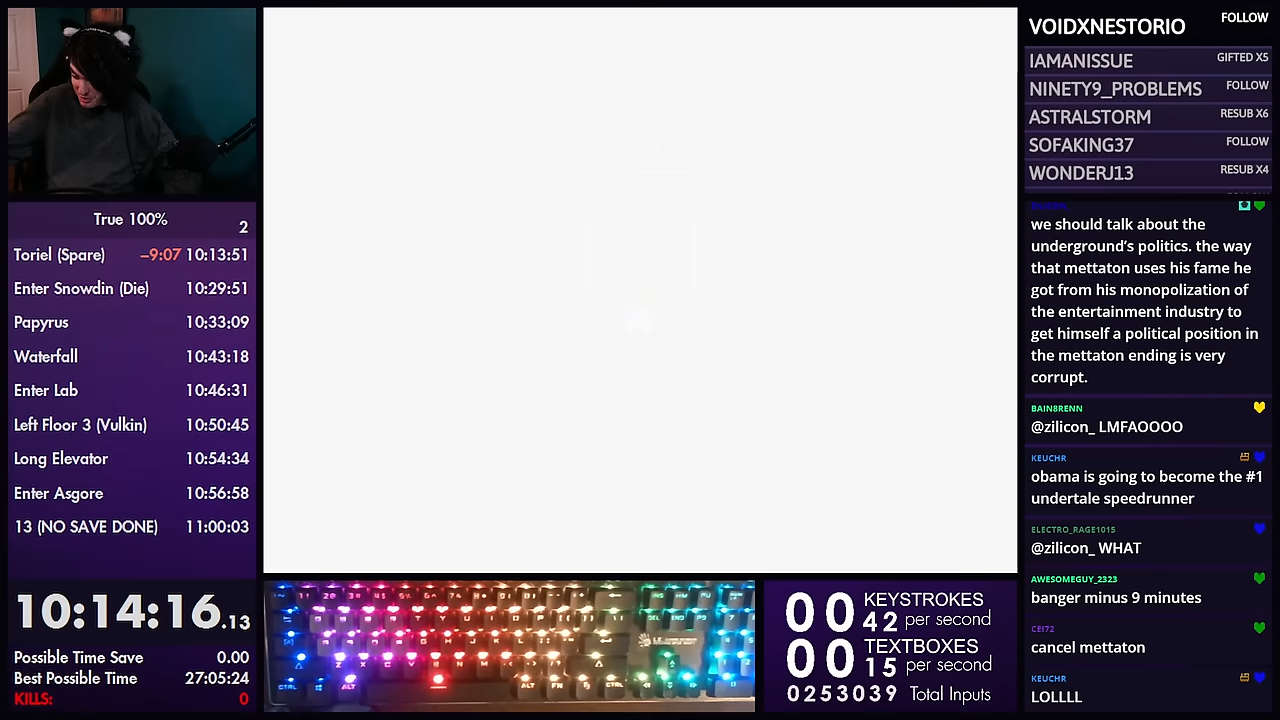 True 100%
2
Toriel (Spare) −9:07 10:13:51
Enter Snowdin (Die) 10:29:51
Papyrus 10:33:09
Waterfall 10:43:18
Enter Lab 10:46:31
Left Floor 3 (Vulkin) 10:50:45
Long Elevator 10:54:34
Enter Asgore 10:56:58
13 (NO SAVE DONE) 11:00:03
10:14:16.13
Possible Time Save 0.00
Best Possible Time 27:05:24
KILLS: 0
00 KEYSTROKES
42 per second
00 TEXTBOXES
15 per second
0253039 Total Inputs
VOIDXNESTORIO FOLLOW
IAMANISSUE GIFTED X5
NINETY9_PROBLEMS FOLLOW
ASTRALSTORM RESUB X6
SOFAKING37 FOLLOW
WONDERJ13 RESUB X4
we should talk about the
underground's politics. the way
that mettaton uses his fame he
got from his monopolization of
the entertainment industry to
get himself a political position in
the mettaton ending is very
corrupt.
BAIN8RENN
@zilicon_ LMFAOOOO
KEUCHR
obama is going to become the #1
undertale speedrunner
ELECTRO_RAGE1015
@zilicon_ WHAT
AWESOMEGUY_2323
banger minus 9 minutes
CEI72
cancel mettaton
KEUCHR
LOLLLL